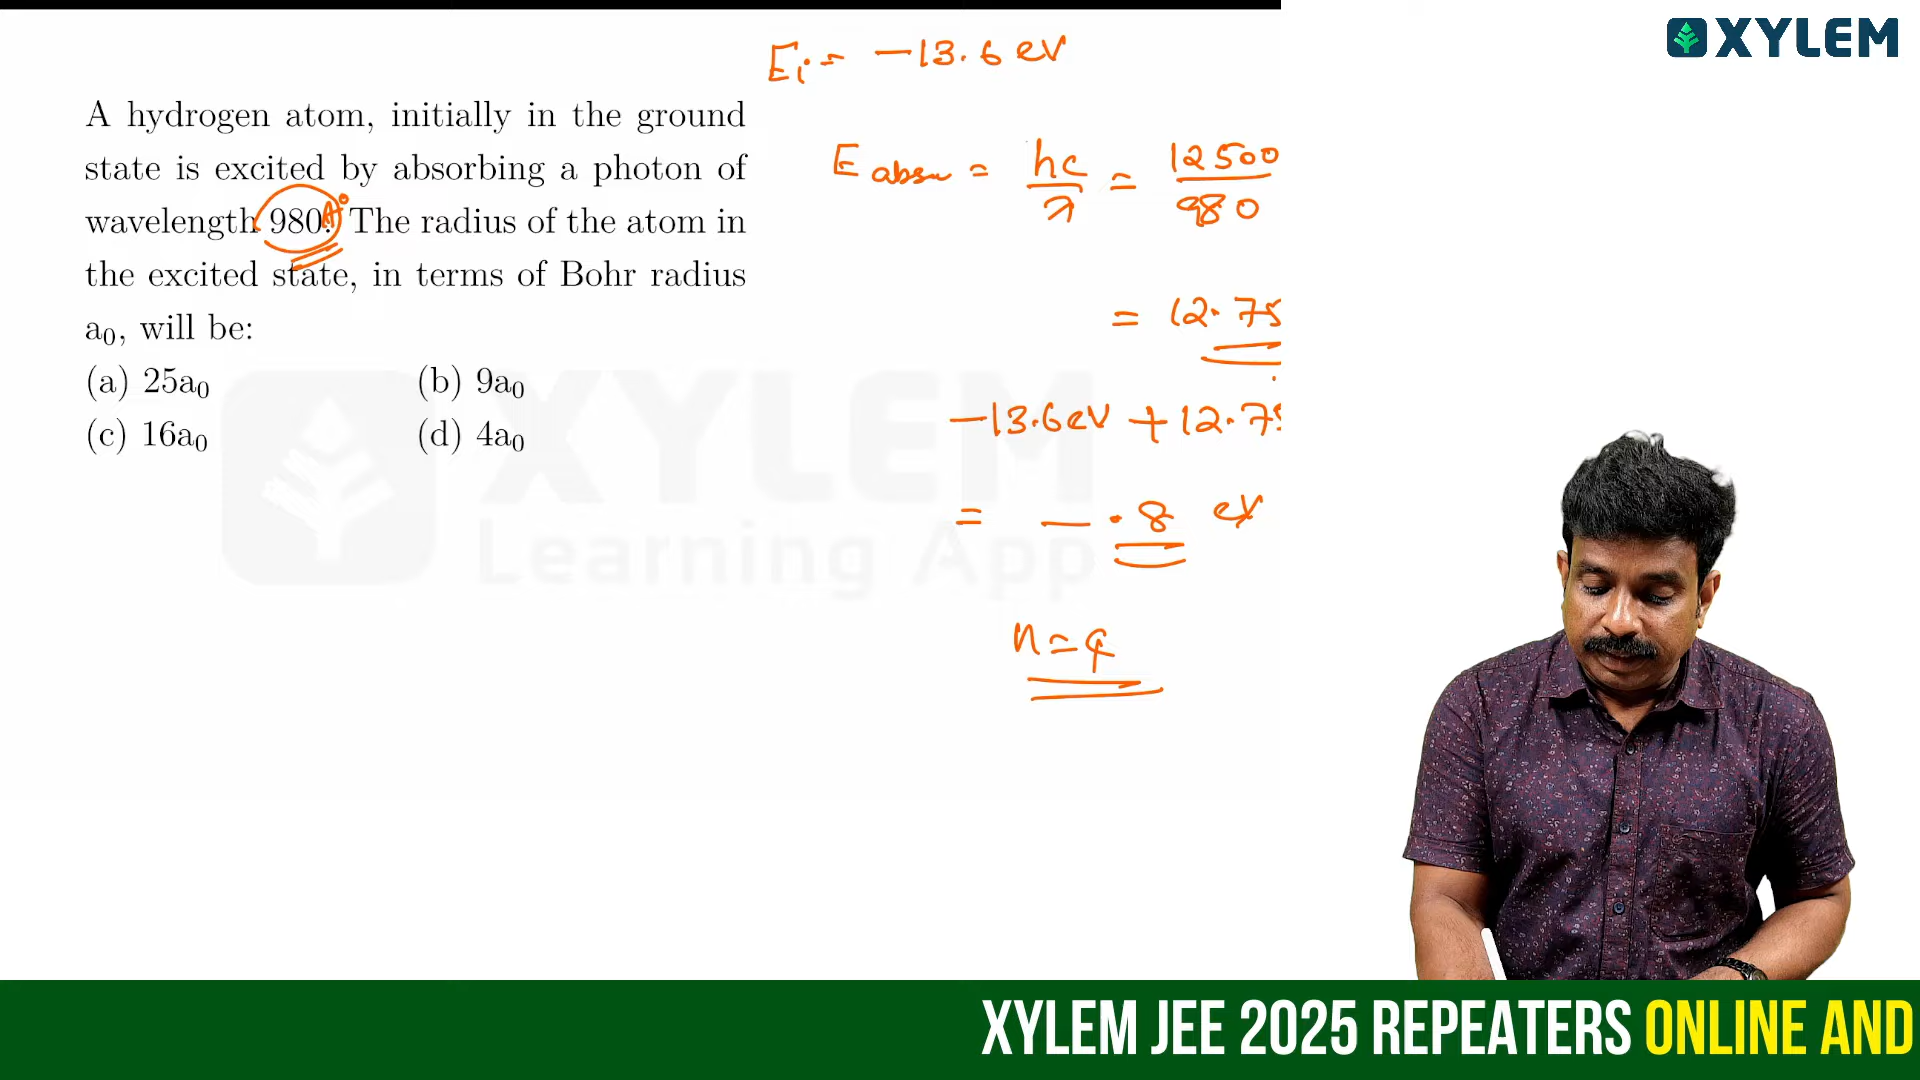 XYLEM
E_i = -13.6 eV
A hydrogen atom, initially in the ground
state is excited by absorbing a photon of
wavelength 980A°. The radius of the atom in
the excited state, in terms of Bohr radius
a₀, will be:
(a) 25a₀ (b) 9a₀
(c) 16a₀ (d) 4a₀
E = hc/λ = 12500/980
= 12.75
-13.6eV + 12.75
= - .8 eV
n=4
XYLEM
Learning App
XYLEM JEE 2025 REPEATERS ONLINE AND